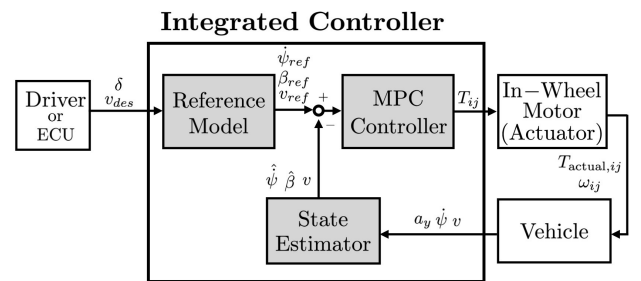 Integrated Controller
Driver
or
ECU
δ
v_des
Reference
Model
ψ̇_ref
β_ref
v_ref
+
−
MPC
Controller
T_ij
In−Wheel
Motor
(Actuator)
T_actual,ij
ω_ij
ψ̇̂ β̂ v
State
Estimator
a_y ψ̇ v
Vehicle